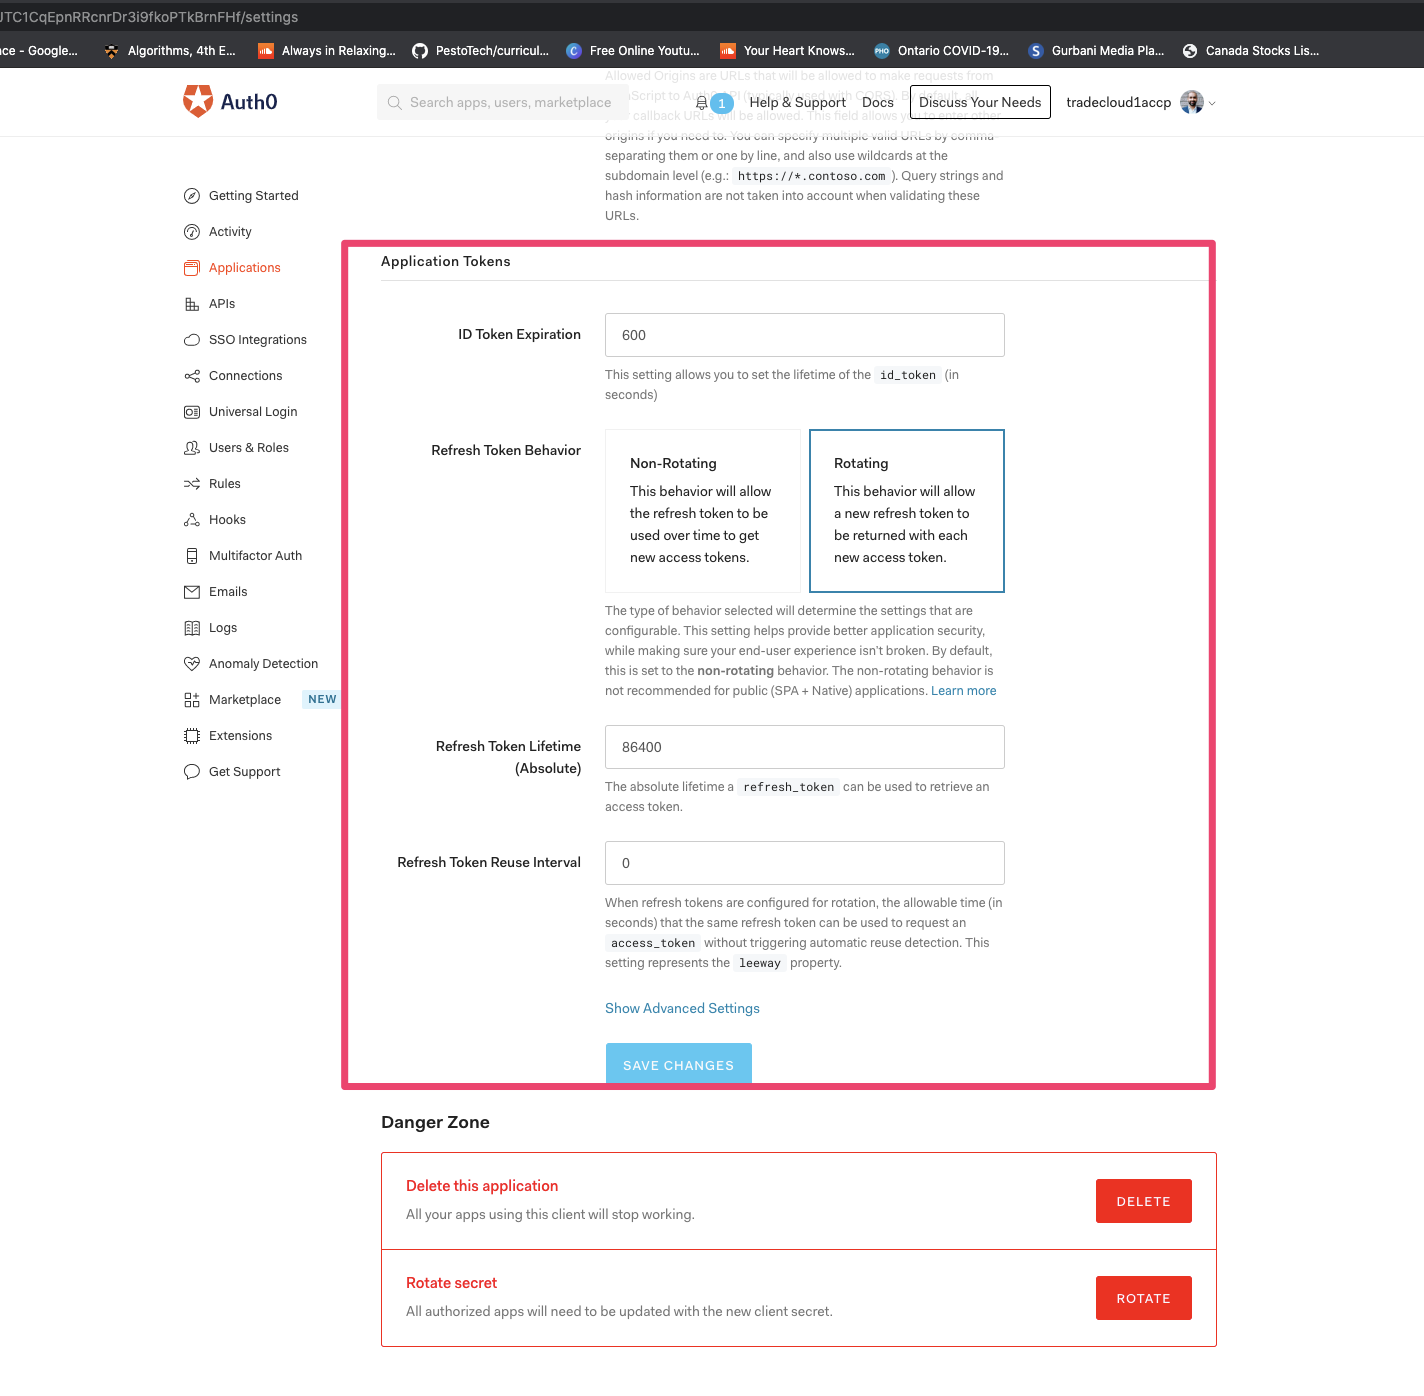 JTC1CqEpnRRcnrDr3i9fkoPTkBrnFHf/settings
ce - Google...
Algorithms, 4th E...
Always in Relaxing...
PestoTech/curricul...
Free Online Youtu...
Your Heart Knows...
PHO
Ontario COVID-19...
Gurbani Media Pla...
Canada Stocks Lis...
Allowed Origins are URLs that will be allowed to make requests from
Auth0
Search apps, users, marketplace
1
Help & Support
Docs
Discuss Your Needs
tradecloud1accp
callback URLs will be allowed. This field allows you to enter other
origins if you need to. You can specify multiple valid URLs by comma-
separating them or one by line, and also use wildcards at the
subdomain level (e.g.: https://*.contoso.com ). Query strings and
hash information are not taken into account when validating these
URLs.
Getting Started
Activity
Applications
APIs
SSO Integrations
Connections
Universal Login
Users & Roles
Rules
Hooks
Multifactor Auth
Emails
Logs
Anomaly Detection
Marketplace NEW
Extensions
Get Support
Application Tokens
ID Token Expiration
600
This setting allows you to set the lifetime of the id_token (in
seconds)
Refresh Token Behavior
Non-Rotating
This behavior will allow
the refresh token to be
used over time to get
new access tokens.
Rotating
This behavior will allow
a new refresh token to
be returned with each
new access token.
The type of behavior selected will determine the settings that are
configurable. This setting helps provide better application security,
while making sure your end-user experience isn't broken. By default,
this is set to the non-rotating behavior. The non-rotating behavior is
not recommended for public (SPA + Native) applications. Learn more
Refresh Token Lifetime
(Absolute)
86400
The absolute lifetime a refresh_token can be used to retrieve an
access token.
Refresh Token Reuse Interval
0
When refresh tokens are configured for rotation, the allowable time (in
seconds) that the same refresh token can be used to request an
access_token without triggering automatic reuse detection. This
setting represents the leeway property.
Show Advanced Settings
SAVE CHANGES
Danger Zone
Delete this application
All your apps using this client will stop working.
DELETE
Rotate secret
All authorized apps will need to be updated with the new client secret.
ROTATE